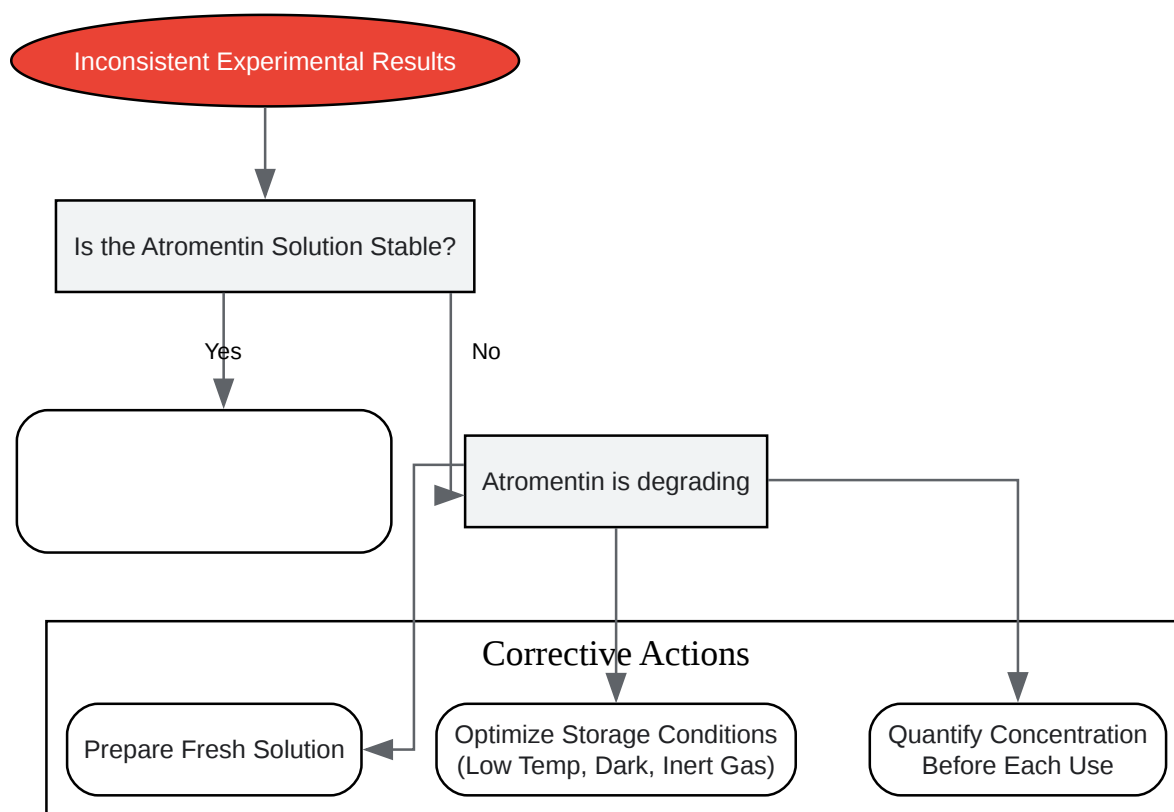 Inconsistent Experimental Results
Is the Atromentin Solution Stable?
Yes
No
Atromentin is degrading
Corrective Actions
Prepare Fresh Solution
Optimize Storage Conditions
(Low Temp, Dark, Inert Gas)
Quantify Concentration
Before Each Use